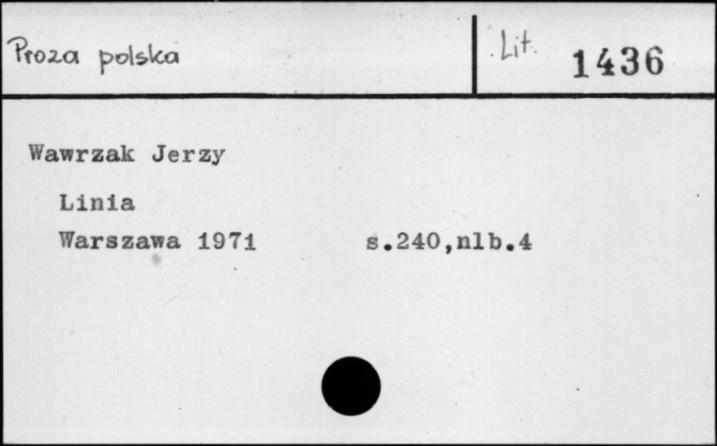 Proza polska
Lit. 1436
Wawrzak Jerzy
Linia
Warszawa 1971 s.240,nlb.4